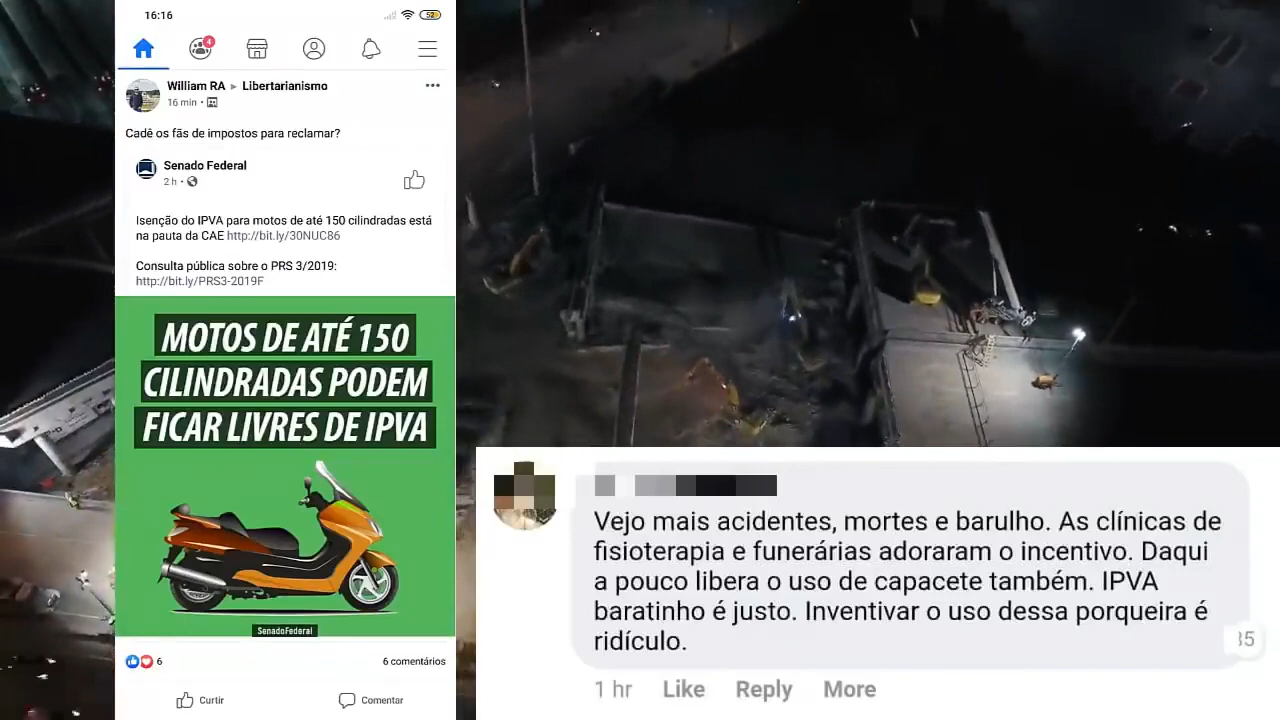 16:16
52
4
William RA ▸ Libertarianismo
16 min •
Cadê os fãs de impostos para reclamar?
Senado Federal
2 h •
Isenção do IPVA para motos de até 150 cilindradas está
na pauta da CAE http://bit.ly/30NUC86
Consulta pública sobre o PRS 3/2019:
http://bit.ly/PRS3-2019F
MOTOS DE ATÉ 150
CILINDRADAS PODEM
FICAR LIVRES DE IPVA
SenadoFederal
6
6 comentários
Curtir
Comentar
Vejo mais acidentes, mortes e barulho. As clínicas de
fisioterapia e funerárias adoraram o incentivo. Daqui
a pouco libera o uso de capacete também. IPVA
baratinho é justo. Inventivar o uso dessa porqueira é
ridículo.
1 hr
Like
Reply
More